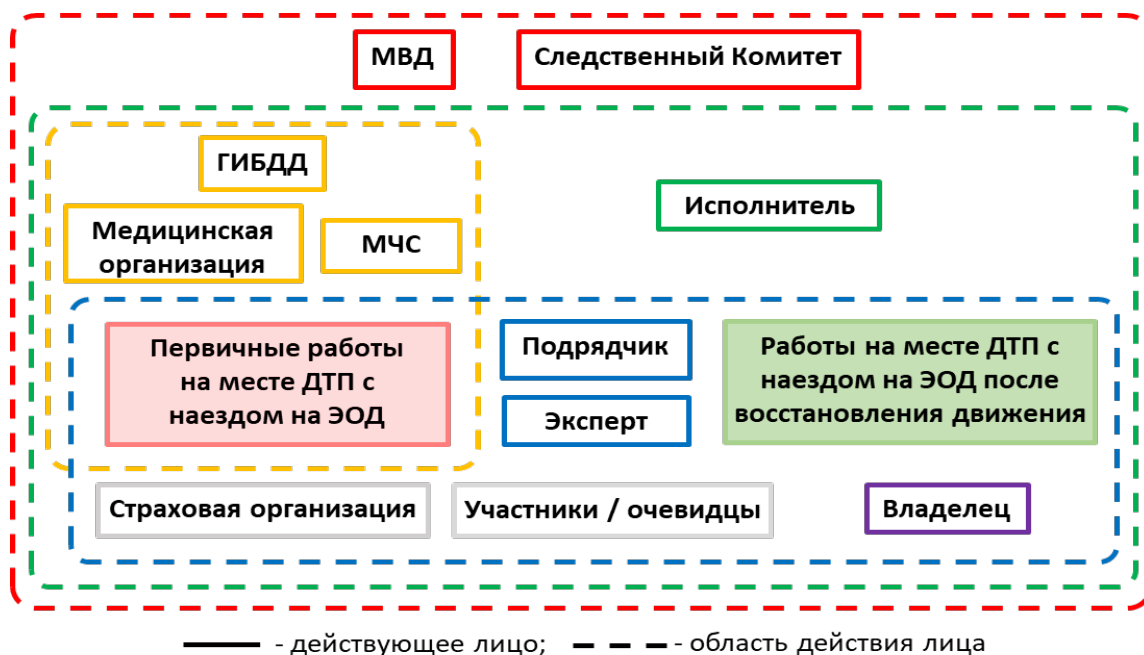 МВД
Следственный Комитет
ГИБДД
Медицинская
организация
МЧС
Исполнитель
Первичные работы
на месте ДТП с
наездом на ЭОД
Подрядчик
Эксперт
Работы на месте ДТП с
наездом на ЭОД после
восстановления движения
Страховая организация
Участники / очевидцы
Владелец
- действующее лицо;
- область действия лица